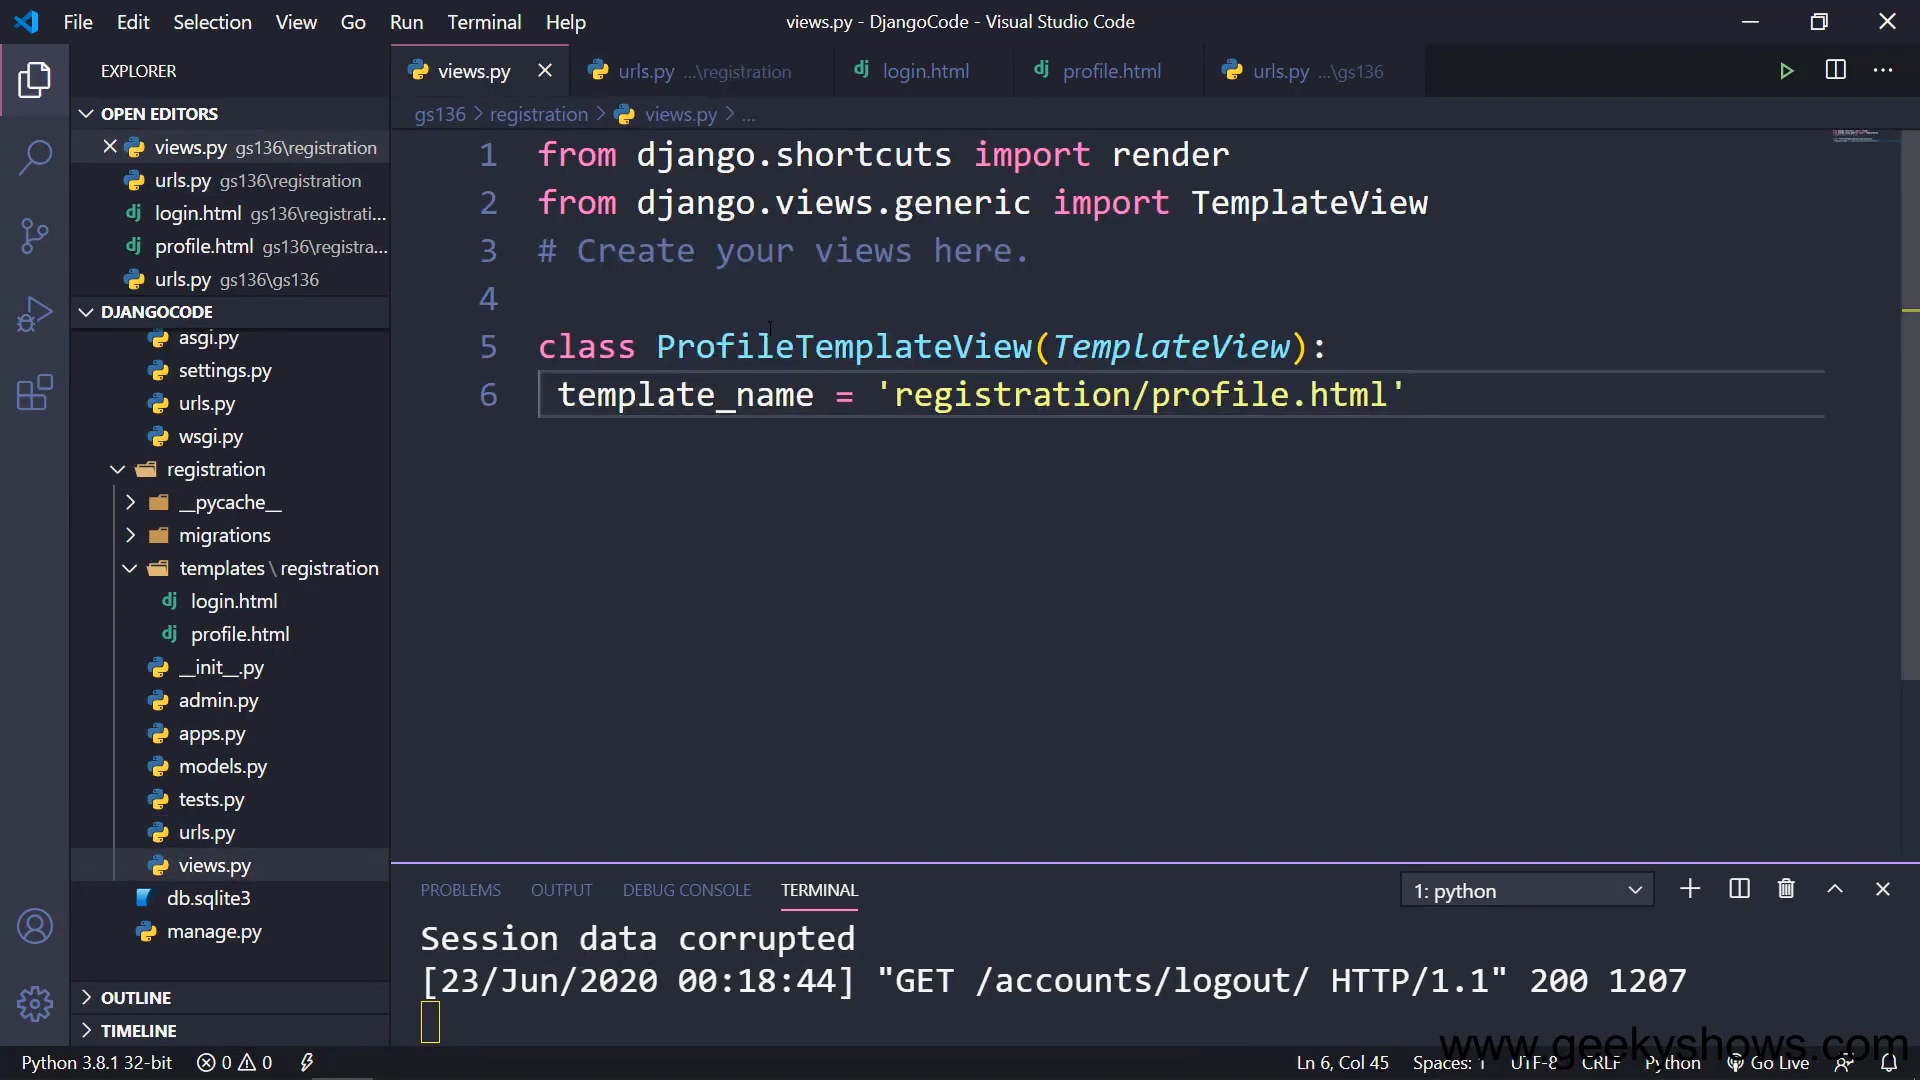 File Edit Selection View Go Run Terminal Help
views.py - DjangoCode - Visual Studio Code
EXPLORER
OPEN EDITORS
views.py gs136\registration
urls.py gs136\registration
login.html gs136\registrati...
profile.html gs136\registra...
urls.py gs136\gs136
DJANGOCODE
asgi.py
settings.py
urls.py
wsgi.py
registration
__pycache__
migrations
templates \ registration
login.html
profile.html
__init__.py
admin.py
apps.py
models.py
tests.py
urls.py
views.py
db.sqlite3
manage.py
OUTLINE
TIMELINE
views.py urls.py ...\registration login.html profile.html urls.py ...\gs136
gs136 > registration > views.py > ...
1 from django.shortcuts import render
2 from django.views.generic import TemplateView
3 # Create your views here.
4
5 class ProfileTemplateView(TemplateView):
6 template_name = 'registration/profile.html'
PROBLEMS OUTPUT DEBUG CONSOLE TERMINAL 1: python
Session data corrupted
[23/Jun/2020 00:18:44] "GET /accounts/logout/ HTTP/1.1" 200 1207
www.geekyshows.com
Python 3.8.1 32-bit 0 0 Ln 6, Col 45 Spaces: 1 UTF-8 CRLF Python Go Live